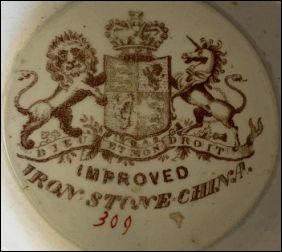 DIEU ET MON DROIT
IMPROVED
IRON·STONE·CHINA.
309